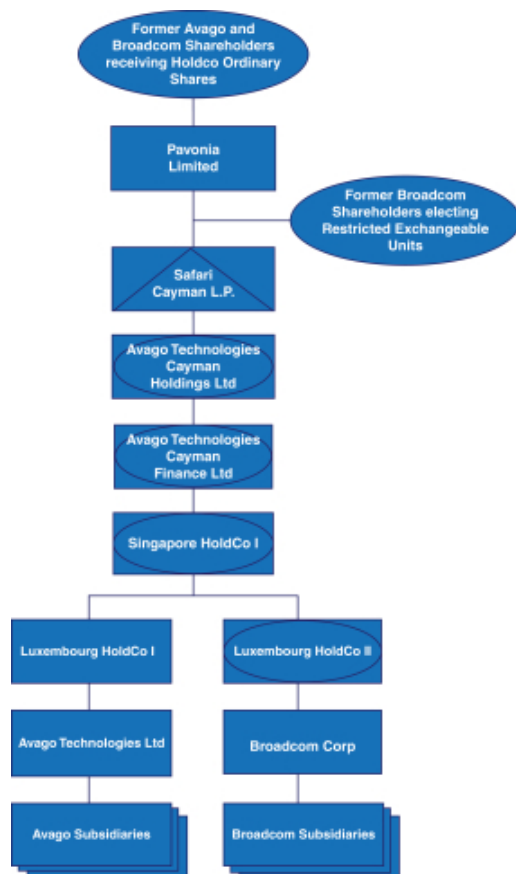 Former Avago and
Broadcom Shareholders
receiving Holdco Ordinary
Shares
Pavonia
Limited
Former Broadcom
Shareholders electing
Restricted Exchangeable
Units
Safari
Cayman L.P.
Avago Technologies
Cayman
Holdings Ltd
Avago Technologies
Cayman
Finance Ltd
Singapore HoldCo I
Luxembourg HoldCo I
Luxembourg HoldCo II
Avago Technologies Ltd
Broadcom Corp
Avago Subsidiaries
Broadcom Subsidiaries